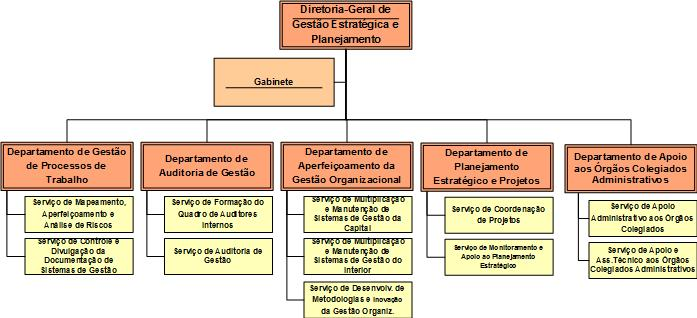 Diretoria-Geral de
Gestão Estratégica e
Planejamento
Gabinete
Departamento de Gestão
de Processos de
Trabalho
Serviço de Mapeamento,
Aperfeiçoamento e
Análise de Riscos
Serviço de Controle e
Divulgação da
Documentação de
Sistemas de Gestão
Departamento de
Auditoria de Gestão
Serviço de Formação do
Quadro de Auditores
Internos
Serviço de Auditoria de
Gestão
Departamento de
Aperfeiçoamento da
Gestão Organizacional
Serviço de Multiplicação
e Manutenção de
Sistemas de Gestão da
Capital
Serviço de Multiplicação
e Manutenção de
Sistemas de Gestão do
Interior
Serviço de Desenvolv. de
Metodologias e Inovação
da Gestão Organiz.
Departamento de
Planejamento
Estratégico e Projetos
Serviço de Coordenação
de Projetos
Serviço de Monitoramento e
Apoio ao Planejamento
Estratégico
Departamento de Apoio
aos Órgãos Colegiados
Administrativos
Serviço de Apoio
Administrativo aos Órgãos
Colegiados
Serviço de Apoio e
Ass.Técnico aos Órgãos
Colegiados Administrativos